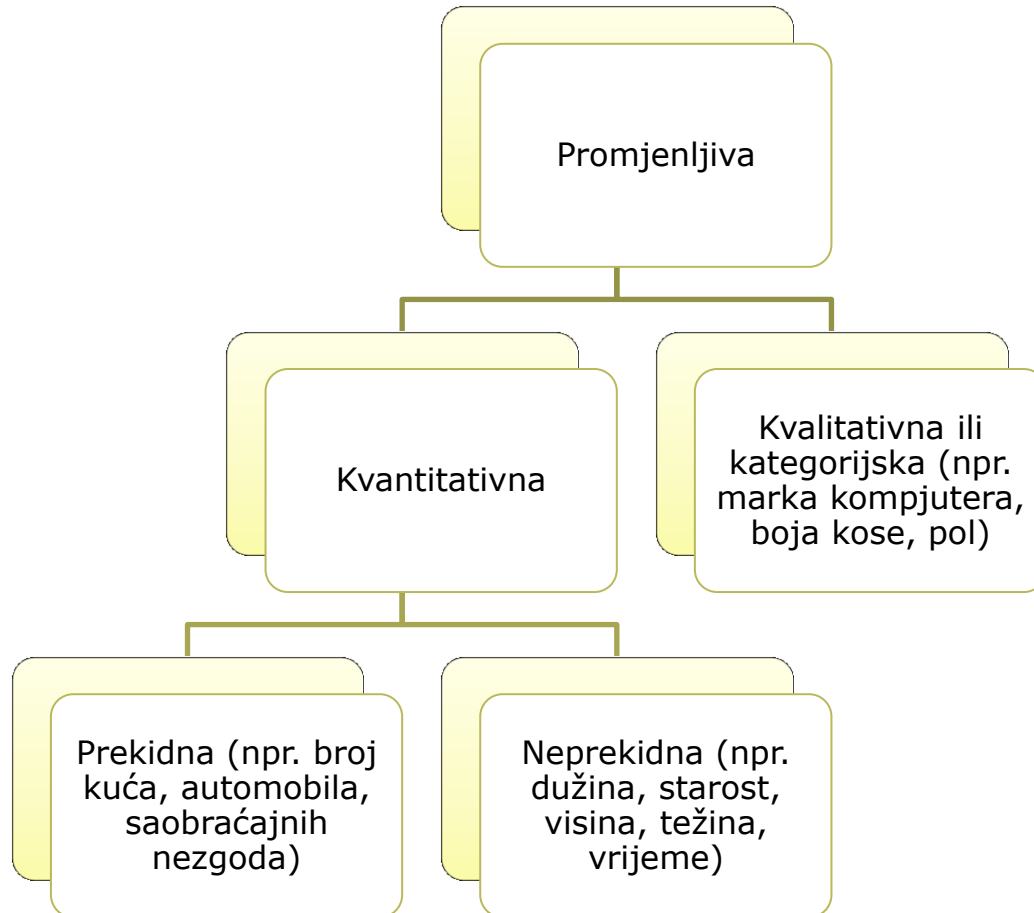 Promjenljiva
Kvantitativna
Kvalitativna ili
kategorijska (npr.
marka kompjutera,
boja kose, pol)
Prekidna (npr. broj
kuća, automobila,
saobraćajnih
nezgoda)
Neprekidna (npr.
dužina, starost,
visina, težina,
vrijeme)